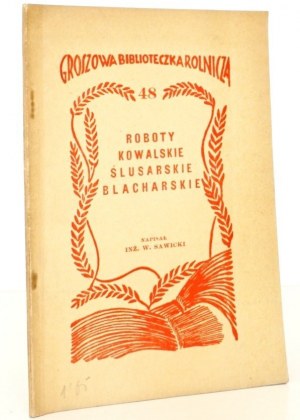 GROSZOWA BIBLIOTECZKA ROLNICZA
48
ROBOTY
KOWALSKIE
ŚLUSARSKIE
BLACHARSKIE
NAPISAŁ
INŻ. W. SAWICKI